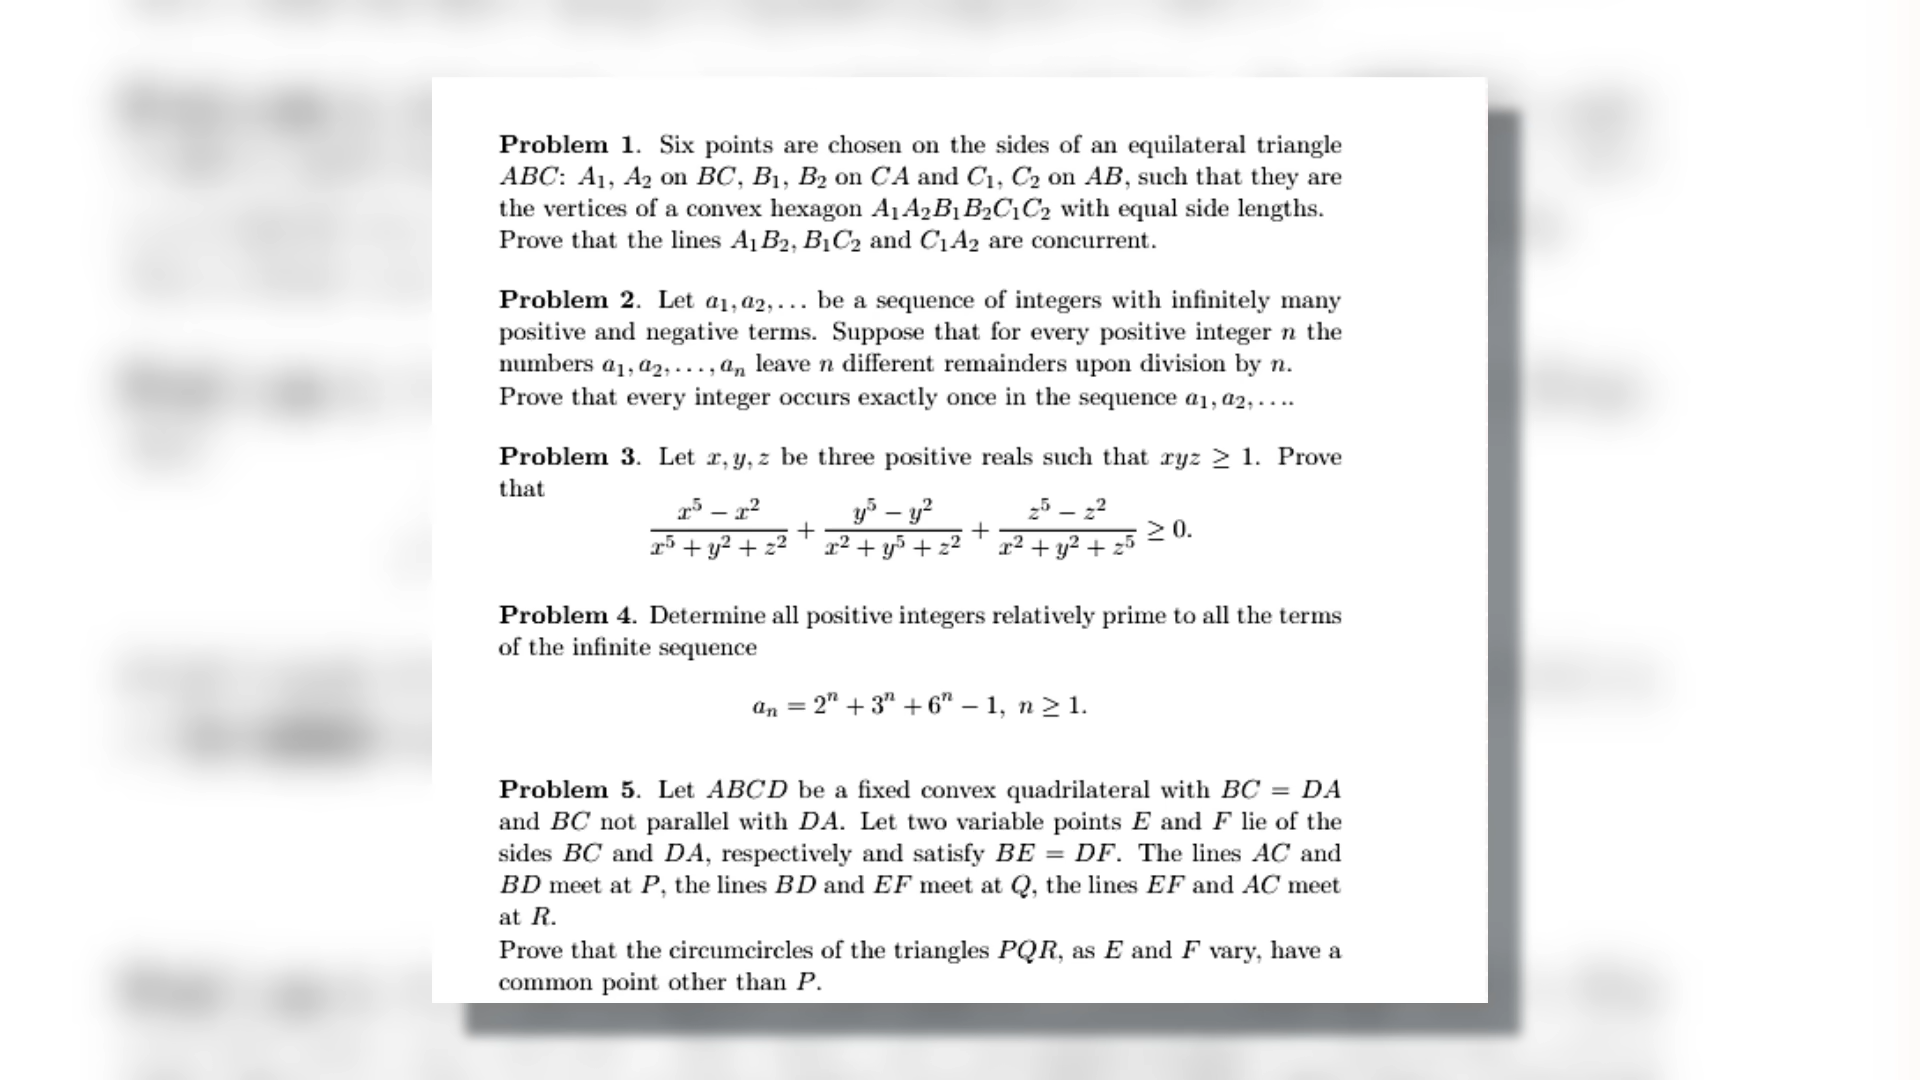 Problem 1. Six points are chosen on the sides of an equilateral triangle
ABC: A₁, A₂ on BC, B₁, B₂ on CA and C₁, C₂ on AB, such that they are
the vertices of a convex hexagon A₁A₂B₁B₂C₁C₂ with equal side lengths.
Prove that the lines A₁B₂, B₁C₂ and C₁A₂ are concurrent.
Problem 2. Let a₁, a₂, . . . be a sequence of integers with infinitely many
positive and negative terms. Suppose that for every positive integer n the
numbers a₁, a₂, . . . , aₙ leave n different remainders upon division by n.
Prove that every integer occurs exactly once in the sequence a₁, a₂, . . . .
Problem 3. Let x, y, z be three positive reals such that xyz ≥ 1. Prove
that
(x⁵ − x²)/(x⁵ + y² + z²) + (y⁵ − y²)/(x² + y⁵ + z²) + (z⁵ − z²)/(x² + y² + z⁵) ≥ 0.
Problem 4. Determine all positive integers relatively prime to all the terms
of the infinite sequence
aₙ = 2ⁿ + 3ⁿ + 6ⁿ − 1, n ≥ 1.
Problem 5. Let ABCD be a fixed convex quadrilateral with BC = DA
and BC not parallel with DA. Let two variable points E and F lie of the
sides BC and DA, respectively and satisfy BE = DF. The lines AC and
BD meet at P, the lines BD and EF meet at Q, the lines EF and AC meet
at R.
Prove that the circumcircles of the triangles PQR, as E and F vary, have a
common point other than P.